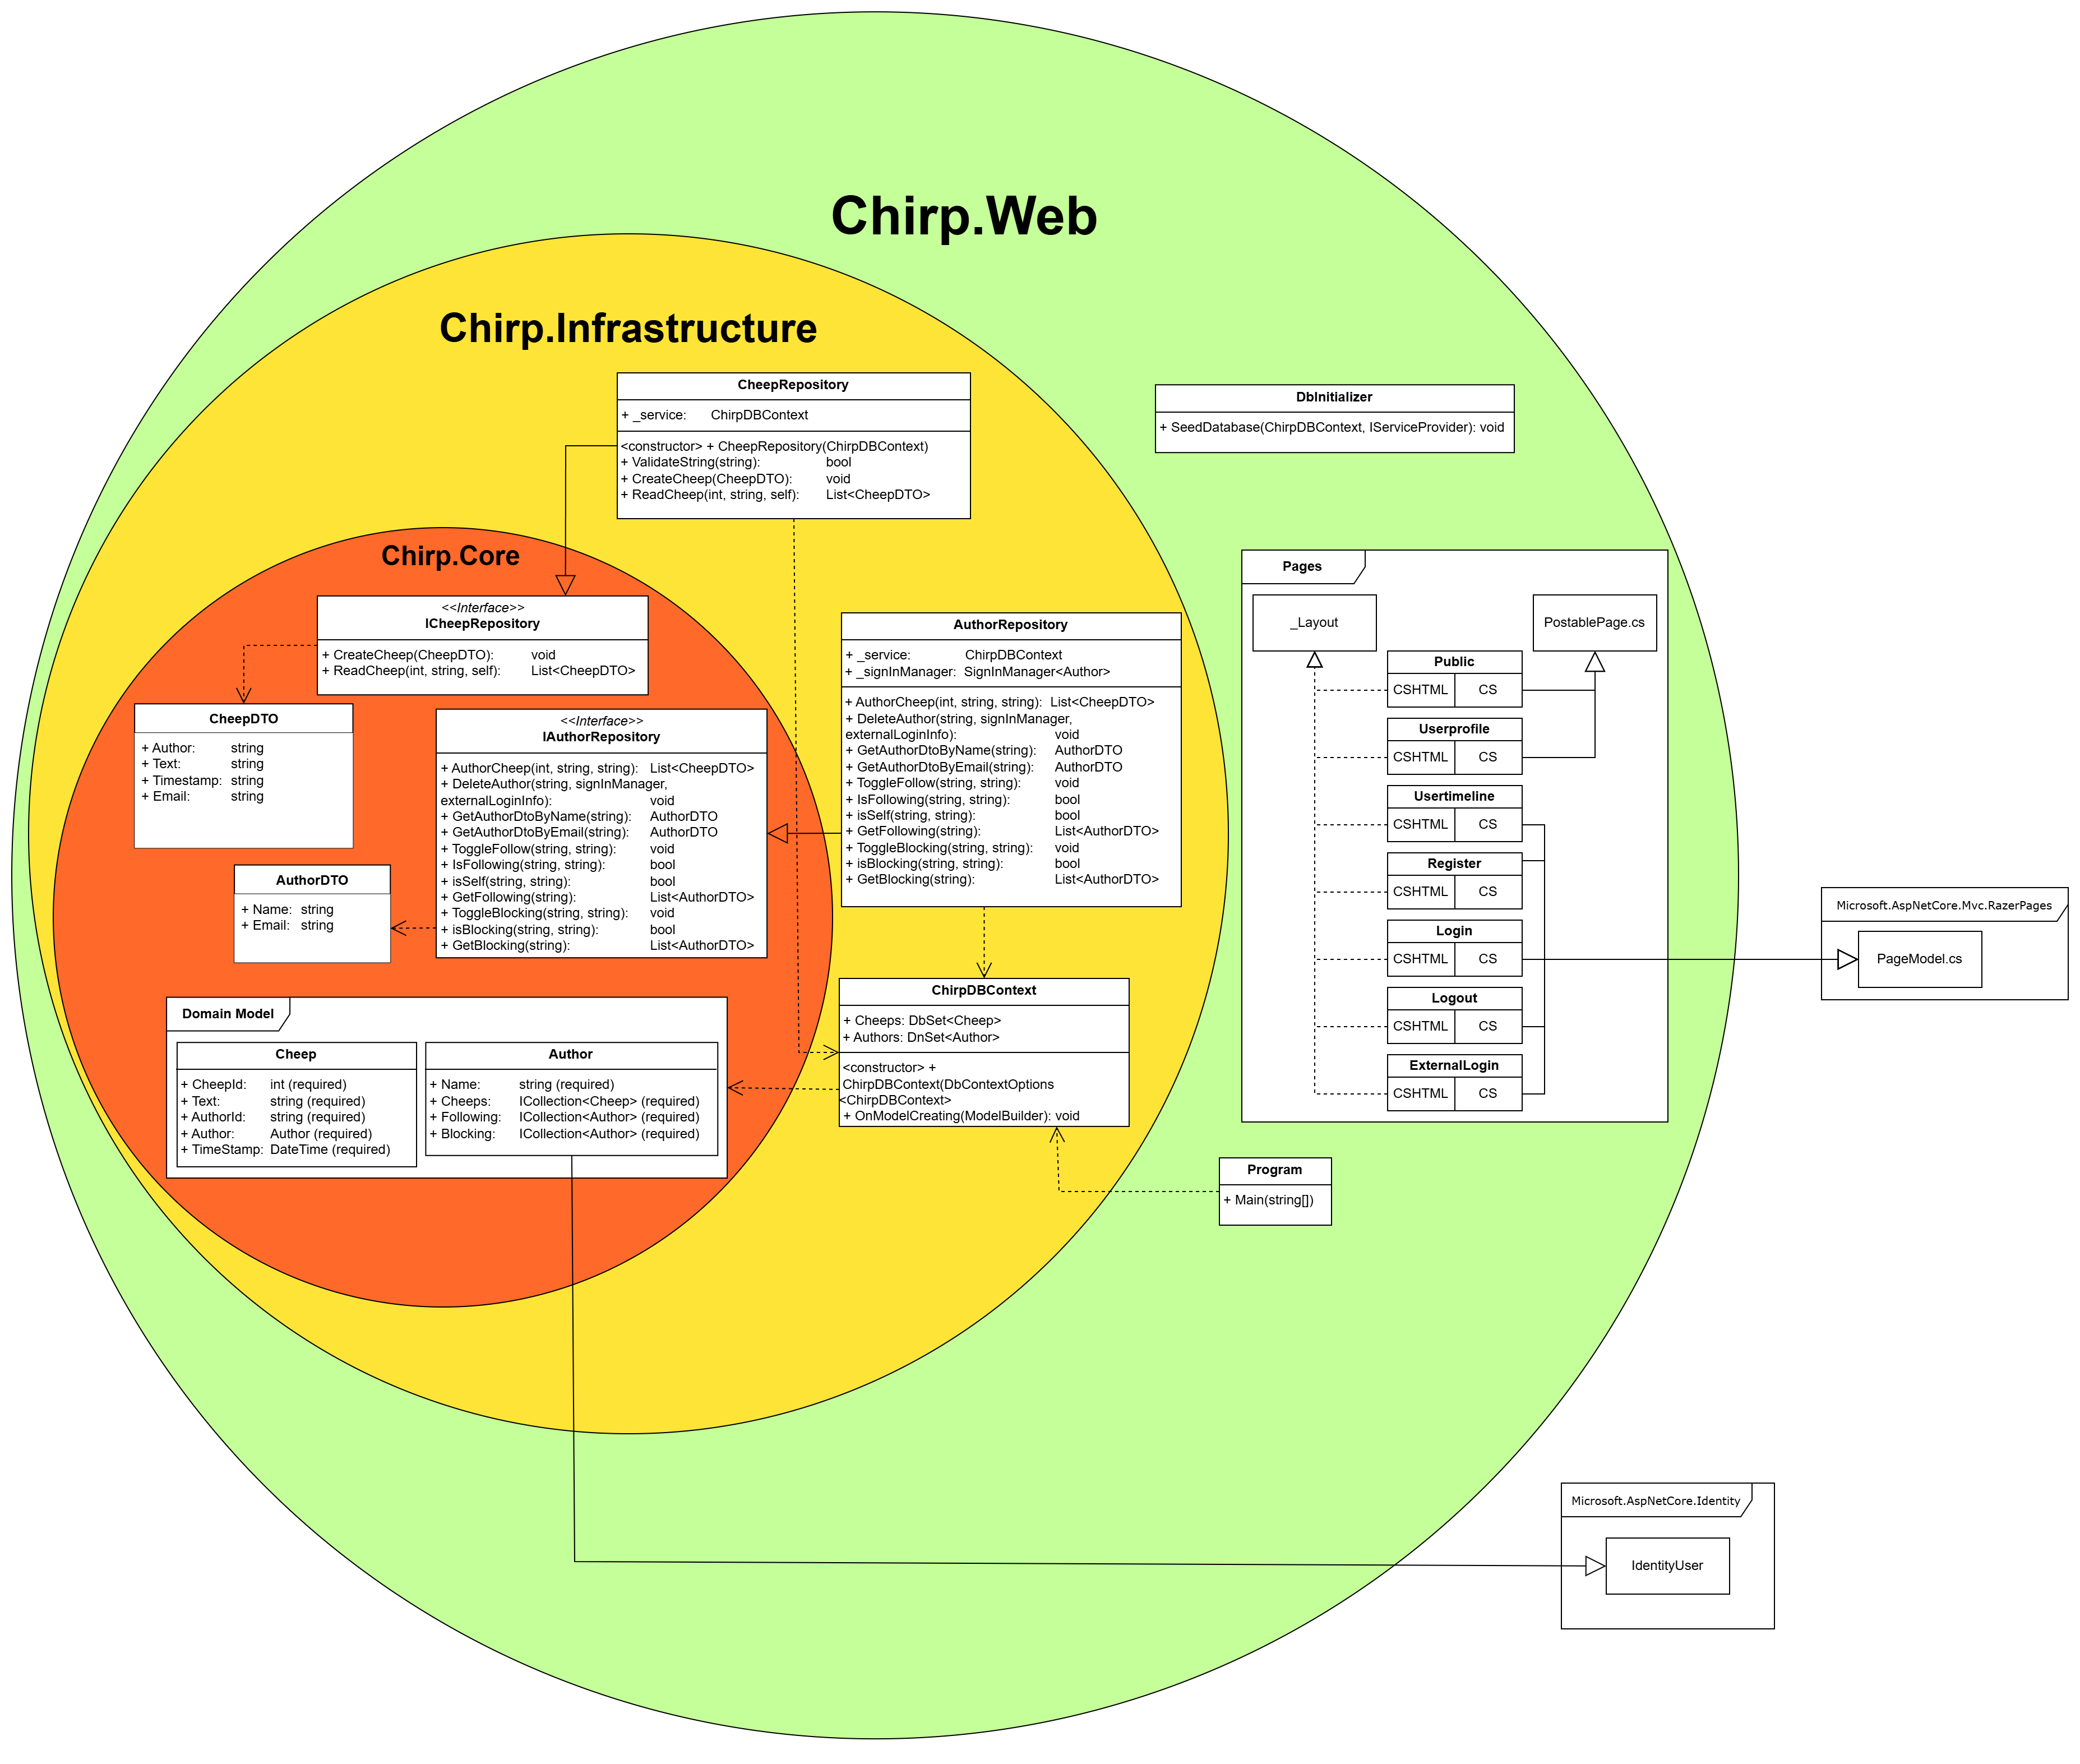 Chirp.Web
Chirp.Infrastructure
CheepRepository
+ _service: ChirpDBContext
<constructor> + CheepRepository(ChirpDBContext)
+ ValidateString(string): bool
+ CreateCheep(CheepDTO): void
+ ReadCheep(int, string, self): List<CheepDTO>
DbInitializer
+ SeedDatabase(ChirpDBContext, IServiceProvider): void
Chirp.Core
<<Interface>>
ICheepRepository
+ CreateCheep(CheepDTO): void
+ ReadCheep(int, string, self): List<CheepDTO>
CheepDTO
+ Author: string
+ Text: string
+ Timestamp: string
+ Email: string
<<Interface>>
IAuthorRepository
+ AuthorCheep(int, string, string): List<CheepDTO>
+ DeleteAuthor(string, signInManager,
externalLoginInfo): void
+ GetAuthorDtoByName(string): AuthorDTO
+ GetAuthorDtoByEmail(string): AuthorDTO
+ ToggleFollow(string, string): void
+ IsFollowing(string, string): bool
+ isSelf(string, string): bool
+ GetFollowing(string): List<AuthorDTO>
+ ToggleBlocking(string, string): void
+ isBlocking(string, string): bool
+ GetBlocking(string): List<AuthorDTO>
AuthorDTO
+ Name: string
+ Email: string
AuthorRepository
+ _service: ChirpDBContext
+ _signInManager: SignInManager<Author>
+ AuthorCheep(int, string, string): List<CheepDTO>
+ DeleteAuthor(string, signInManager,
externalLoginInfo): void
+ GetAuthorDtoByName(string): AuthorDTO
+ GetAuthorDtoByEmail(string): AuthorDTO
+ ToggleFollow(string, string): void
+ IsFollowing(string, string): bool
+ isSelf(string, string): bool
+ GetFollowing(string): List<AuthorDTO>
+ ToggleBlocking(string, string): void
+ isBlocking(string, string): bool
+ GetBlocking(string): List<AuthorDTO>
Domain Model
Cheep
+ CheepId: int (required)
+ Text: string (required)
+ AuthorId: string (required)
+ Author: Author (required)
+ TimeStamp: DateTime (required)
Author
+ Name: string (required)
+ Cheeps: ICollection<Cheep> (required)
+ Following: ICollection<Author> (required)
+ Blocking: ICollection<Author> (required)
ChirpDBContext
+ Cheeps: DbSet<Cheep>
+ Authors: DnSet<Author>
<constructor> +
ChirpDBContext(DbContextOptions
<ChirpDBContext>
+ OnModelCreating(ModelBuilder): void
Program
+ Main(string[])
Pages
_Layout
PostablePage.cs
Public
CSHTML CS
Userprofile
CSHTML CS
Usertimeline
CSHTML CS
Register
CSHTML CS
Login
CSHTML CS
Logout
CSHTML CS
ExternalLogin
CSHTML CS
Microsoft.AspNetCore.Mvc.RazerPages
PageModel.cs
Microsoft.AspNetCore.Identity
IdentityUser